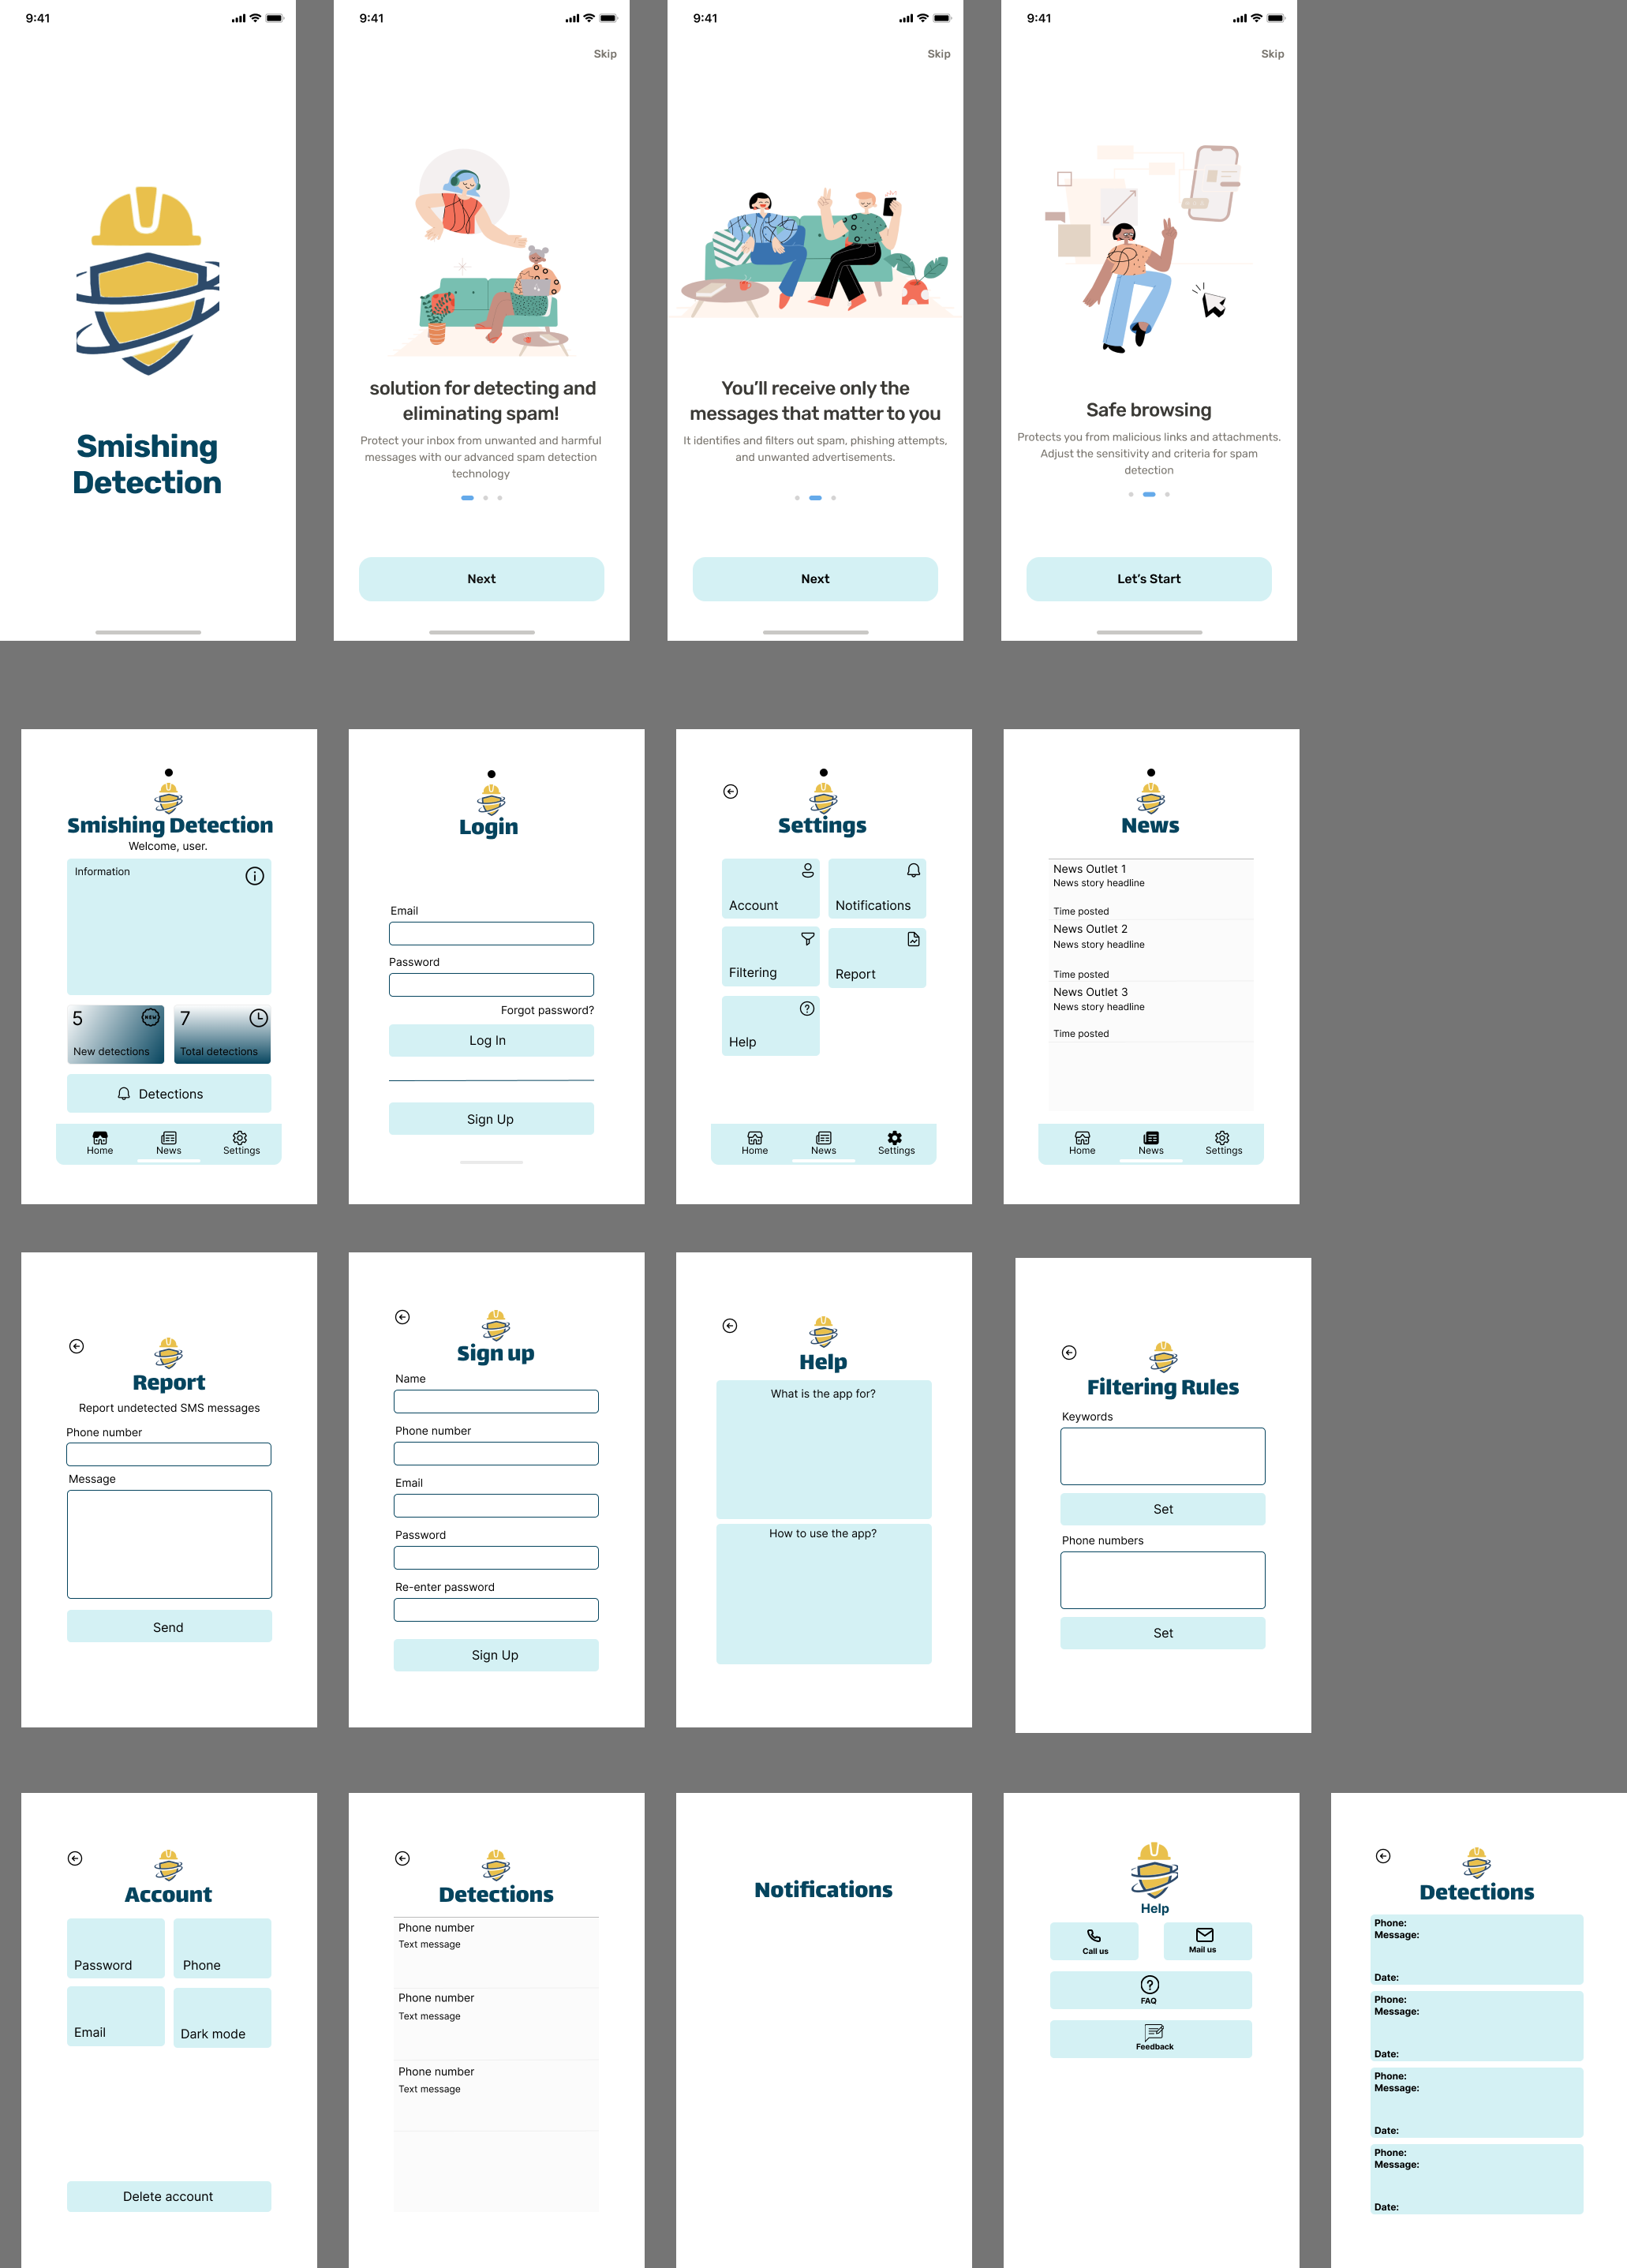 9:41
Smishing
Detection
9:41
Skip
solution for detecting and
eliminating spam!
Protect your inbox from unwanted and harmful
messages with our advanced spam detection
technology
Next
9:41
Skip
You'll receive only the
messages that matter to you
It identifies and filters out spam, phishing attempts,
and unwanted advertisements.
Next
9:41
Skip
Safe browsing
Protects you from malicious links and attachments.
Adjust the sensitivity and criteria for spam
detection
Let's Start
Smishing Detection
Welcome, user.
Information
5
NEW
New detections
7
Total detections
Detections
Home
News
Settings
Login
Email
Password
Forgot password?
Log In
Sign Up
Settings
Account
Notifications
Filtering
Report
Help
Home
News
Settings
News
News Outlet 1
News story headline
Time posted
News Outlet 2
News story headline
Time posted
News Outlet 3
News story headline
Time posted
Home
News
Settings
Report
Report undetected SMS messages
Phone number
Message
Send
Sign up
Name
Phone number
Email
Password
Re-enter password
Sign Up
Help
What is the app for?
How to use the app?
Filtering Rules
Keywords
Set
Phone numbers
Set
Account
Password
Phone
Email
Dark mode
Delete account
Detections
Phone number
Text message
Phone number
Text message
Phone number
Text message
Notifications
Help
Call us
Mail us
FAQ
Feedback
Detections
Phone:
Message:
Date:
Phone:
Message:
Date:
Phone:
Message:
Date:
Phone:
Message:
Date: